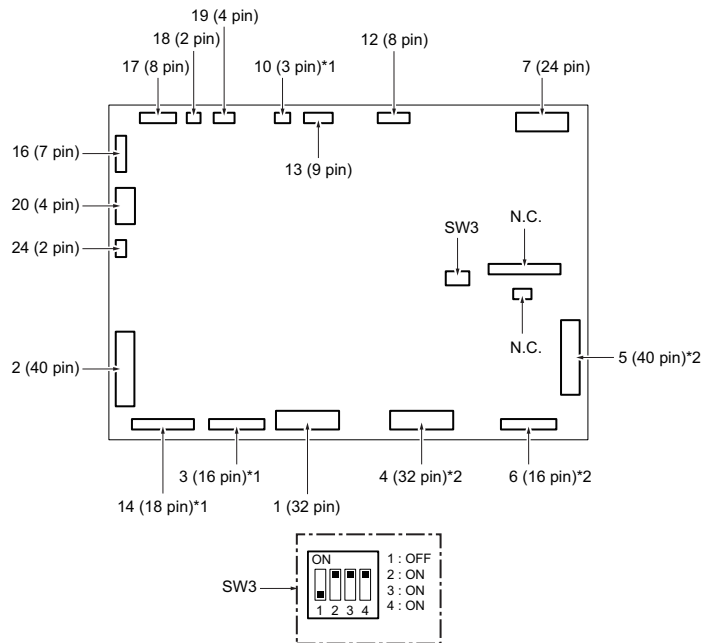 19 (4 pin)
18 (2 pin)
17 (8 pin)
10 (3 pin)*1
12 (8 pin)
7 (24 pin)
16 (7 pin)
13 (9 pin)
20 (4 pin)
24 (2 pin)
SW3
N.C.
N.C.
2 (40 pin)
5 (40 pin)*2
3 (16 pin)*1
4 (32 pin)*2
6 (16 pin)*2
14 (18 pin)*1
1 (32 pin)
SW3
ON
1 2 3 4
1 : OFF
2 : ON
3 : ON
4 : ON